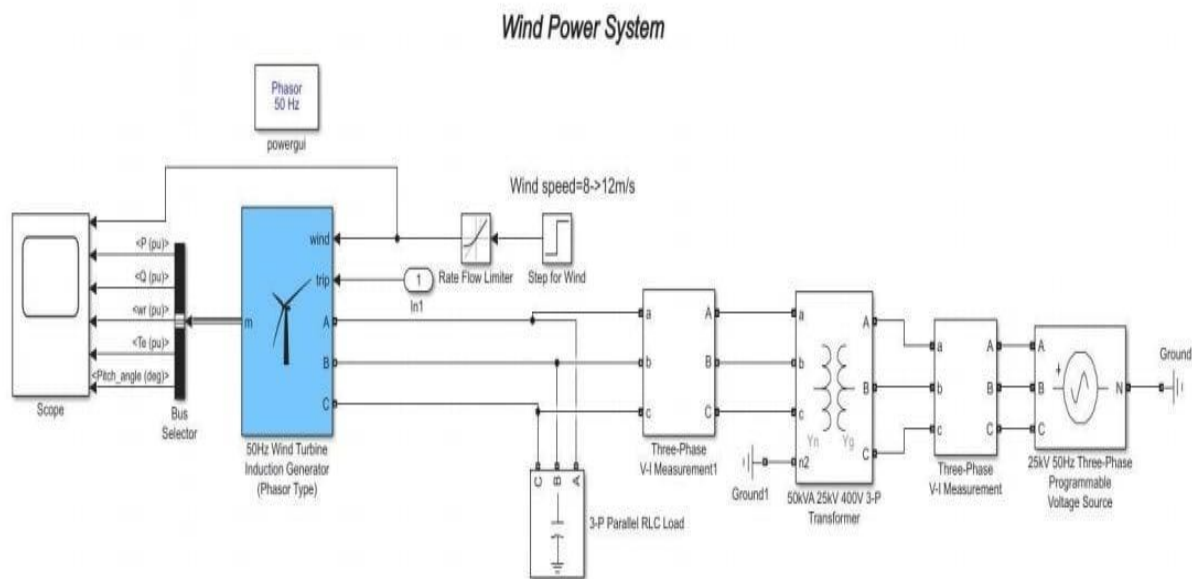 Wind Power System
Phasor
50 Hz
powergui
Wind speed=8->12m/s
<P (pu)>
<Q (pu)>
<wr (pu)>
<Te (pu)>
<Pitch_angle (deg)>
Scope
Bus
Selector
wind
trip
m
A
B
C
50Hz Wind Turbine
Induction Generator
(Phasor Type)
Rate Flow Limiter
Step for Wind
1
In1
C B A
3-P Parallel RLC Load
a
b
c
A
B
C
Three-Phase
V-I Measurement1
Ground1
a
b
c
n2
A
B
C
Yn
Yg
50kVA 25kV 400V 3-P
Transformer
a
b
c
A
B
C
Three-Phase
V-I Measurement
A
B
C
+
N
25kV 50Hz Three-Phase
Programmable
Voltage Source
Ground